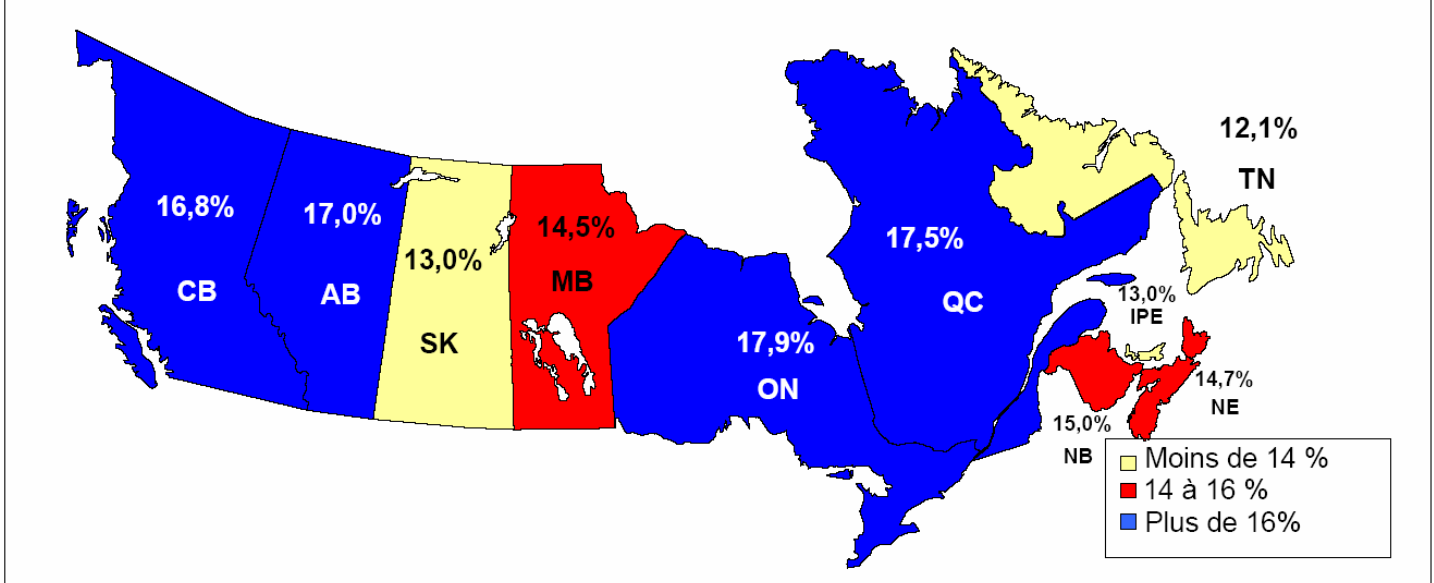 16,8%
CB
17,0%
AB
13,0%
SK
14,5%
MB
17,9%
ON
17,5%
QC
12,1%
TN
13,0%
IPE
14,7%
NE
15,0%
NB
Moins de 14 %
14 à 16 %
Plus de 16%